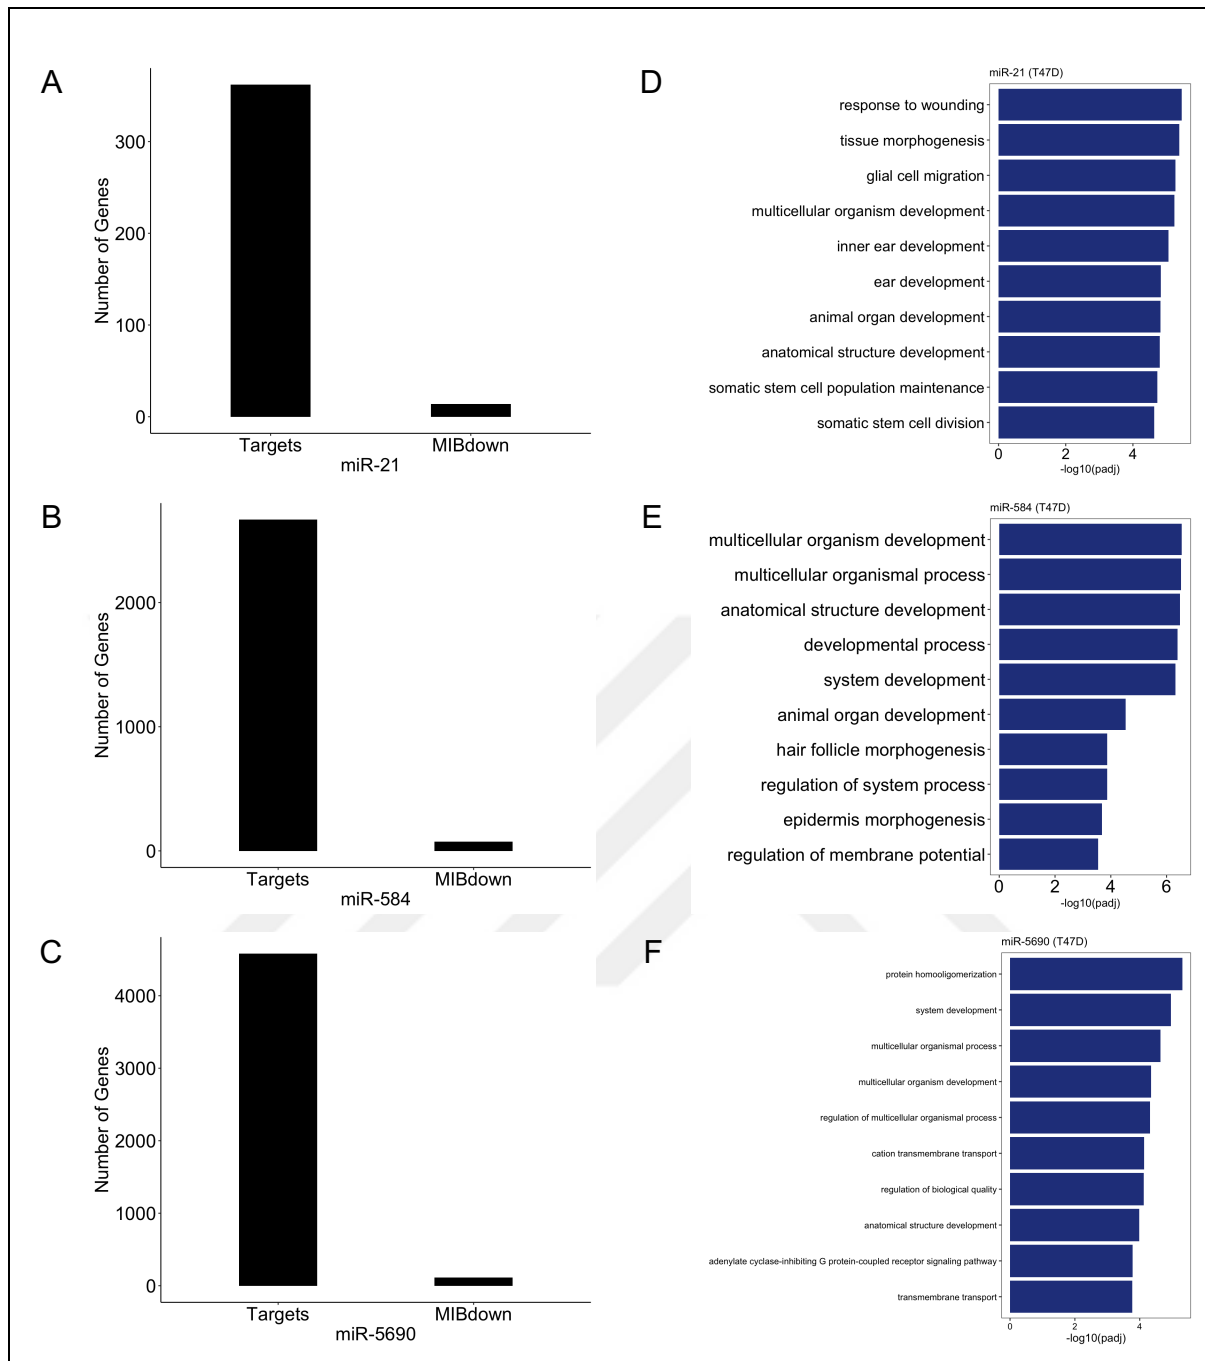 A
Number of Genes
300
200
100
0
Targets
MIBdown
miR-21
D
miR-21 (T47D)
response to wounding
tissue morphogenesis
glial cell migration
multicellular organism development
inner ear development
ear development
animal organ development
anatomical structure development
somatic stem cell population maintenance
somatic stem cell division
0 2 4
-log10(padj)
B
Number of Genes
2000
1000
0
Targets
MIBdown
miR-584
E
miR-584 (T47D)
multicellular organism development
multicellular organismal process
anatomical structure development
developmental process
system development
animal organ development
hair follicle morphogenesis
regulation of system process
epidermis morphogenesis
regulation of membrane potential
0 2 4 6
-log10(padj)
C
Number of Genes
4000
3000
2000
1000
0
Targets
MIBdown
miR-5690
F
miR-5690 (T47D)
protein homooligomerization
system development
multicellular organismal process
multicellular organism development
regulation of multicellular organismal process
cation transmembrane transport
regulation of biological quality
anatomical structure development
adenylate cyclase-inhibiting G protein-coupled receptor signaling pathway
transmembrane transport
0 2 4
-log10(padj)